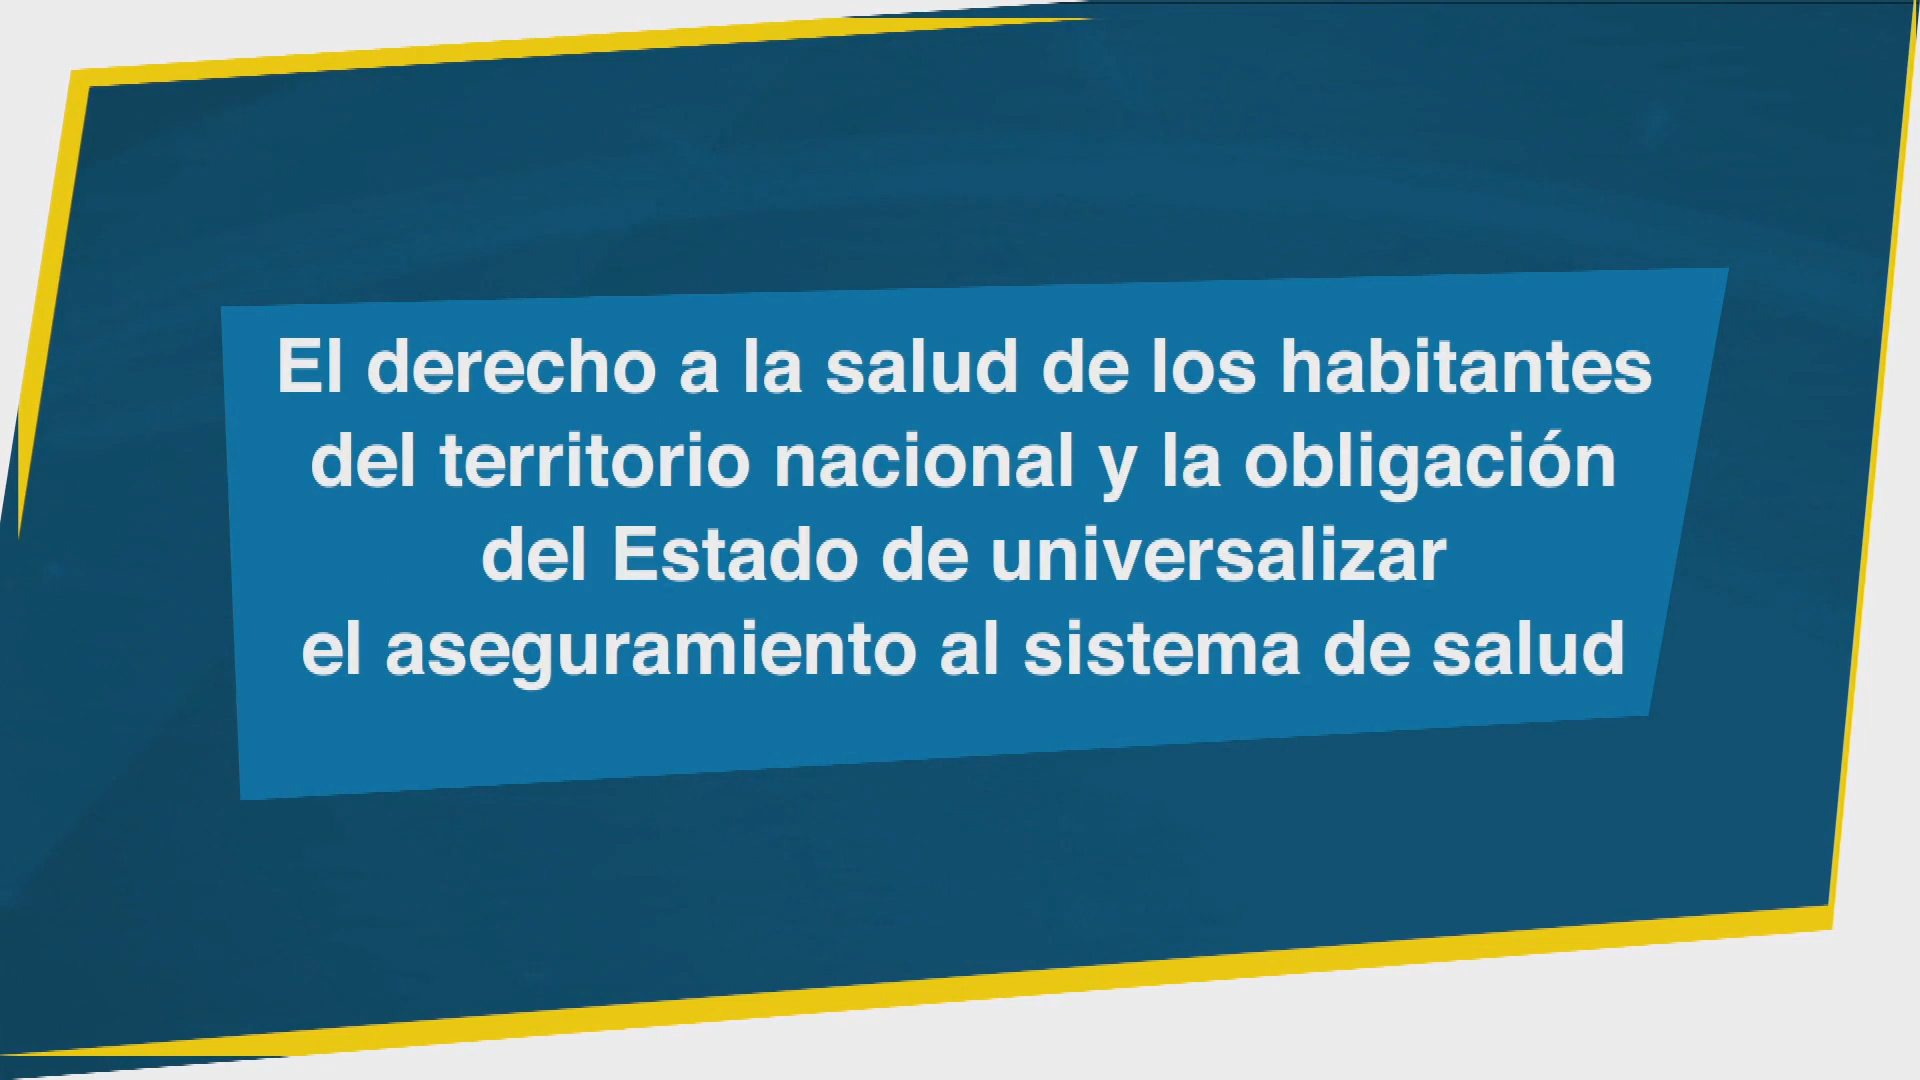 El derecho a la salud de los habitantes
del territorio nacional y la obligación
del Estado de universalizar
el aseguramiento al sistema de salud